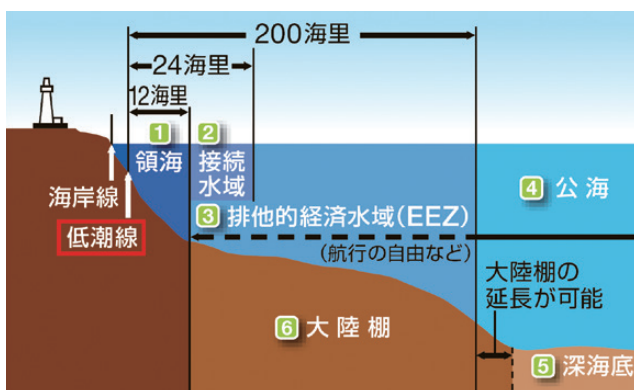 200海里
24海里
12海里
1 領海
2 接続
水域
海岸線
低潮線
3 排他的経済水域(EEZ)
(航行の自由など)
4 公海
大陸棚の
延長が可能
6 大陸棚
5 深海底